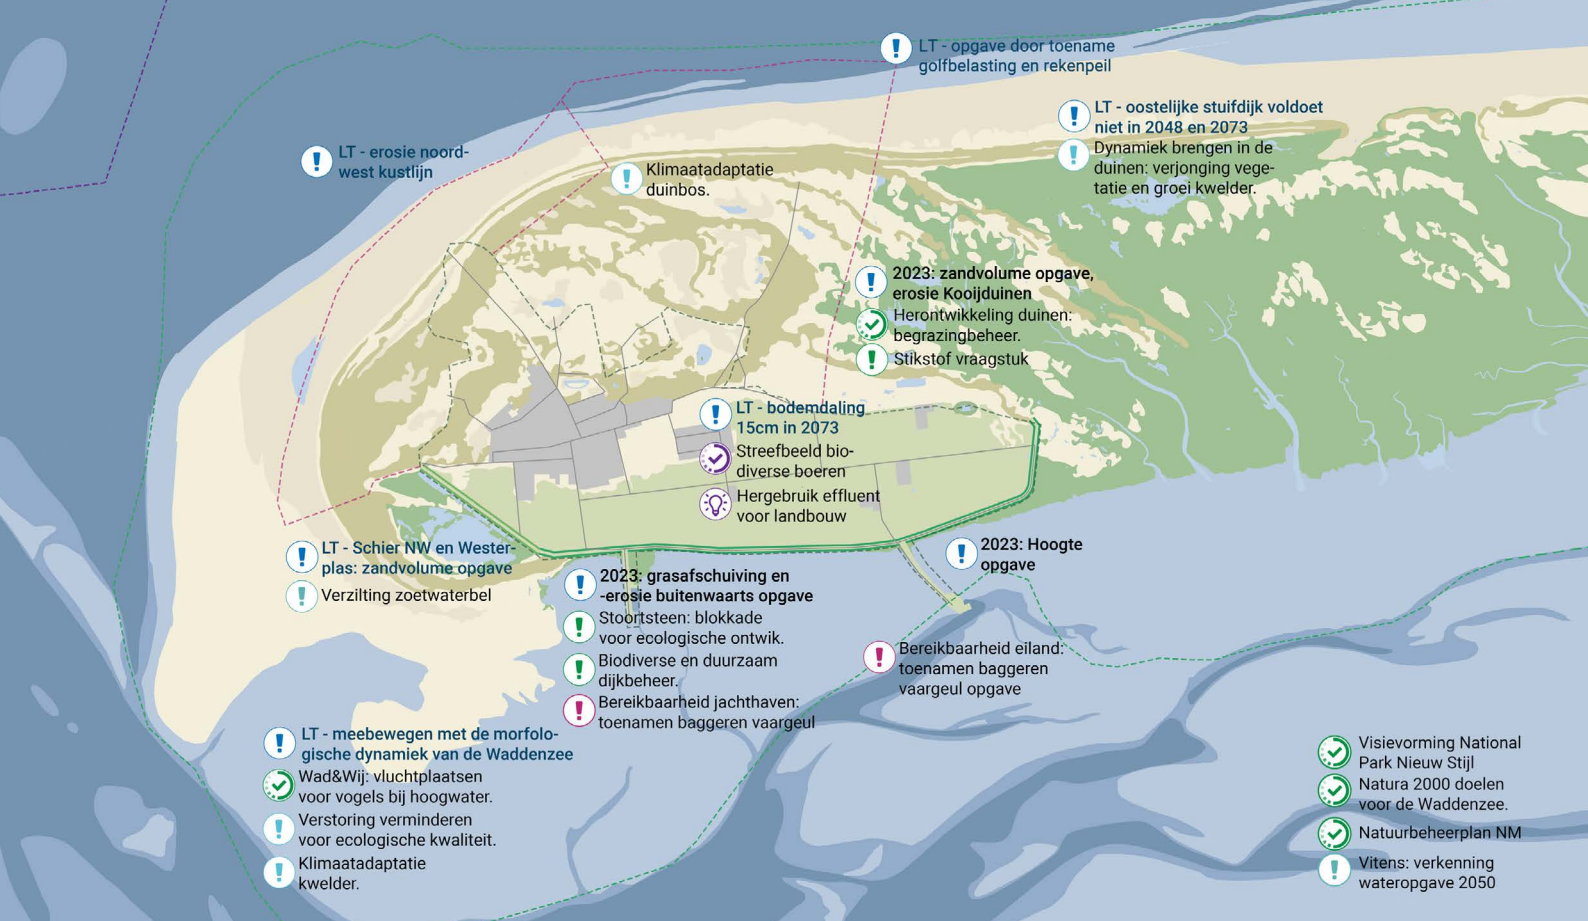 LT - opgave door toename
golfbelasting en rekenpeil
LT - oostelijke stuifdijk voldoet
niet in 2048 en 2073
Dynamiek brengen in de
duinen: verjonging vege-
tatie en groei kwelder.
LT - erosie noord-
west kustlijn
Klimaatadaptatie
duinbos.
2023: zandvolume opgave,
erosie Kooijduinen
Herontwikkeling duinen:
begrazingbeheer.
Stikstof vraagstuk
LT - bodemdaling
15cm in 2073
Streefbeeld bio-
diverse boeren
Hergebruik effluent
voor landbouw
LT - Schier NW en Wester-
plas: zandvolume opgave
Verzilting zoetwaterbel
2023: grasafschuiving en
-erosie buitenwaarts opgave
Stoortsteen: blokkade
voor ecologische ontwik.
Biodiverse en duurzaam
dijkbeheer.
Bereikbaarheid jachthaven:
toenamen baggeren vaargeul
2023: Hoogte
opgave
Bereikbaarheid eiland:
toenamen baggeren
vaargeul opgave
LT - meebewegen met de morfolo-
gische dynamiek van de Waddenzee
Wad&Wij: vluchtplaatsen
voor vogels bij hoogwater.
Verstoring verminderen
voor ecologische kwaliteit.
Klimaatadaptatie
kwelder.
Visievorming National
Park Nieuw Stijl
Natura 2000 doelen
voor de Waddenzee.
Natuurbeheerplan NM
Vitens: verkenning
wateropgave 2050